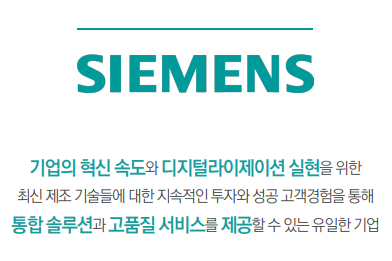 SIEMENS
기업의 혁신 속도와 디지털라이제이션 실현을 위한
최신 제조 기술들에 대한 지속적인 투자와 성공 고객경험을 통해
통합 솔루션과 고품질 서비스를 제공할 수 있는 유일한 기업